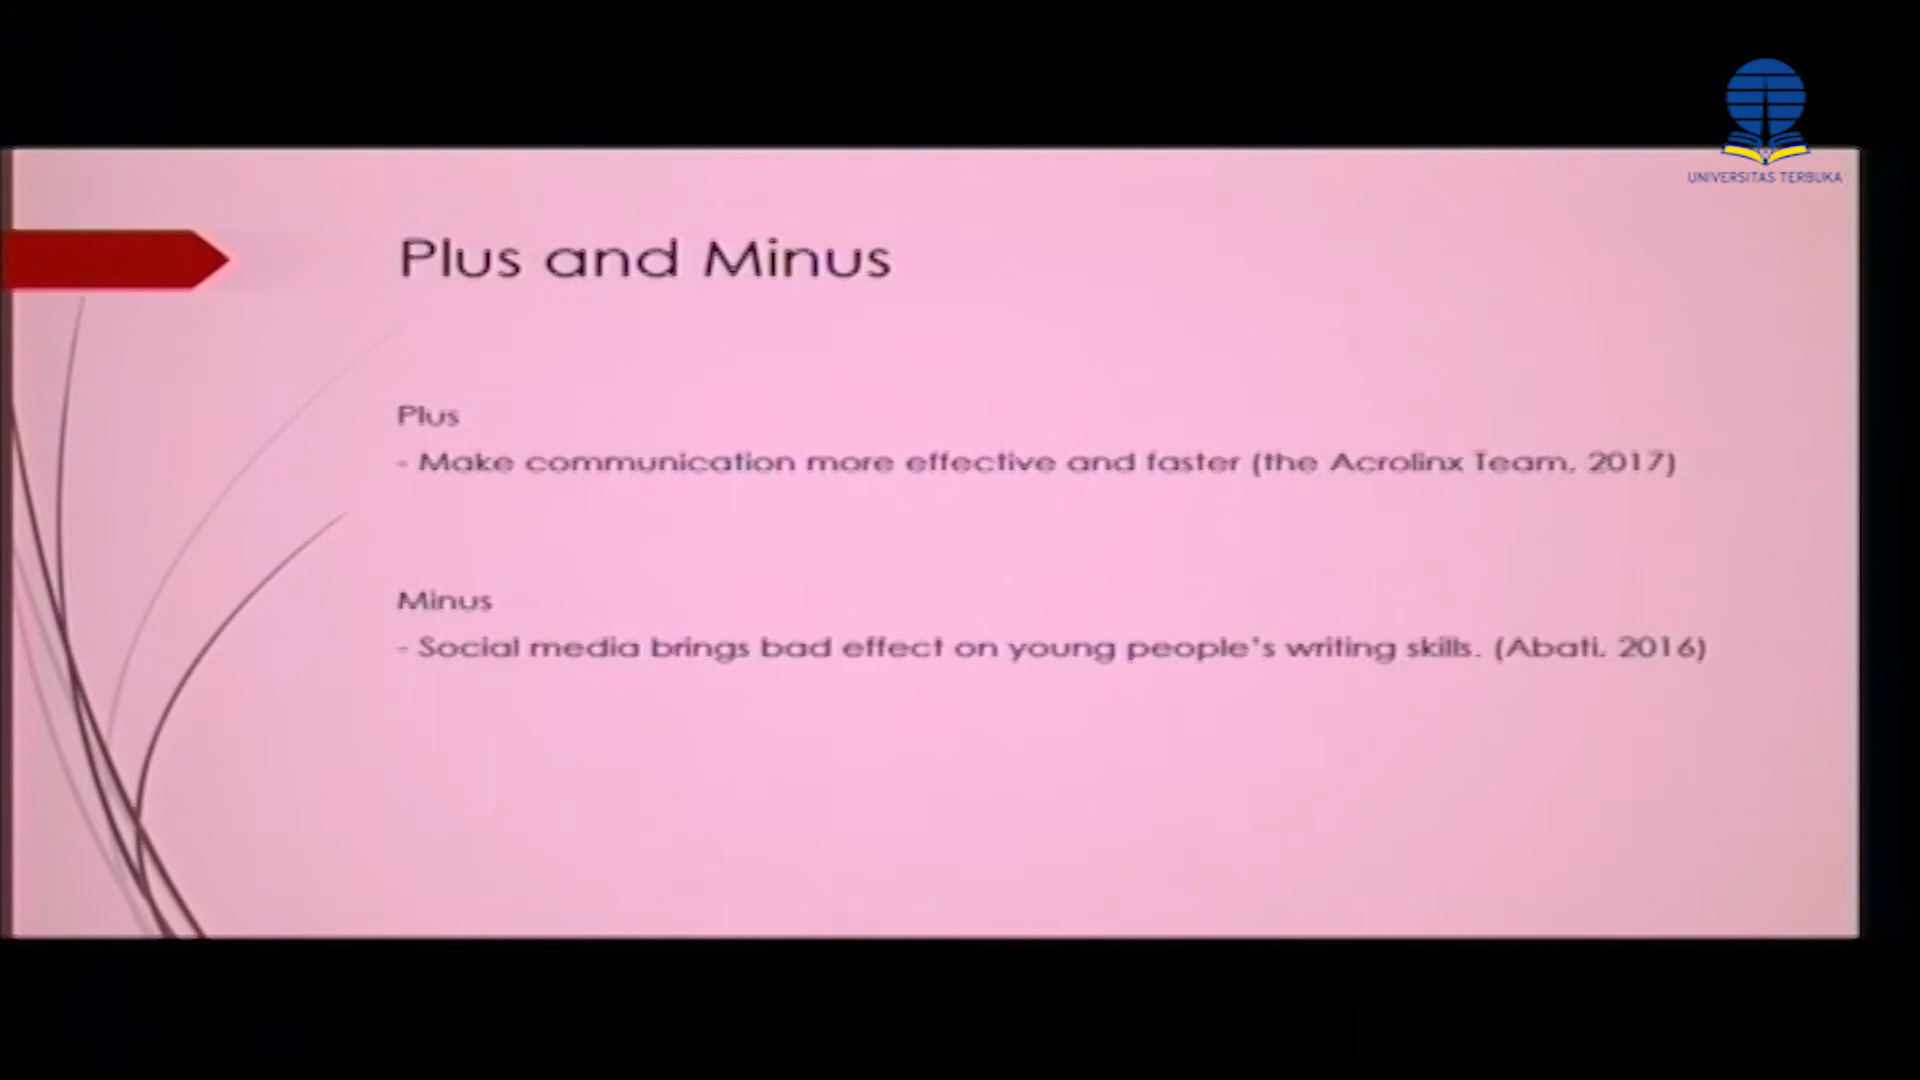 UNIVERSITAS TERBUKA
Plus and Minus
Plus
- Make communication more effective and faster (the Acrolinx Team, 2017)
Minus
- Social media brings bad effect on young people's writing skills. (Abati, 2016)